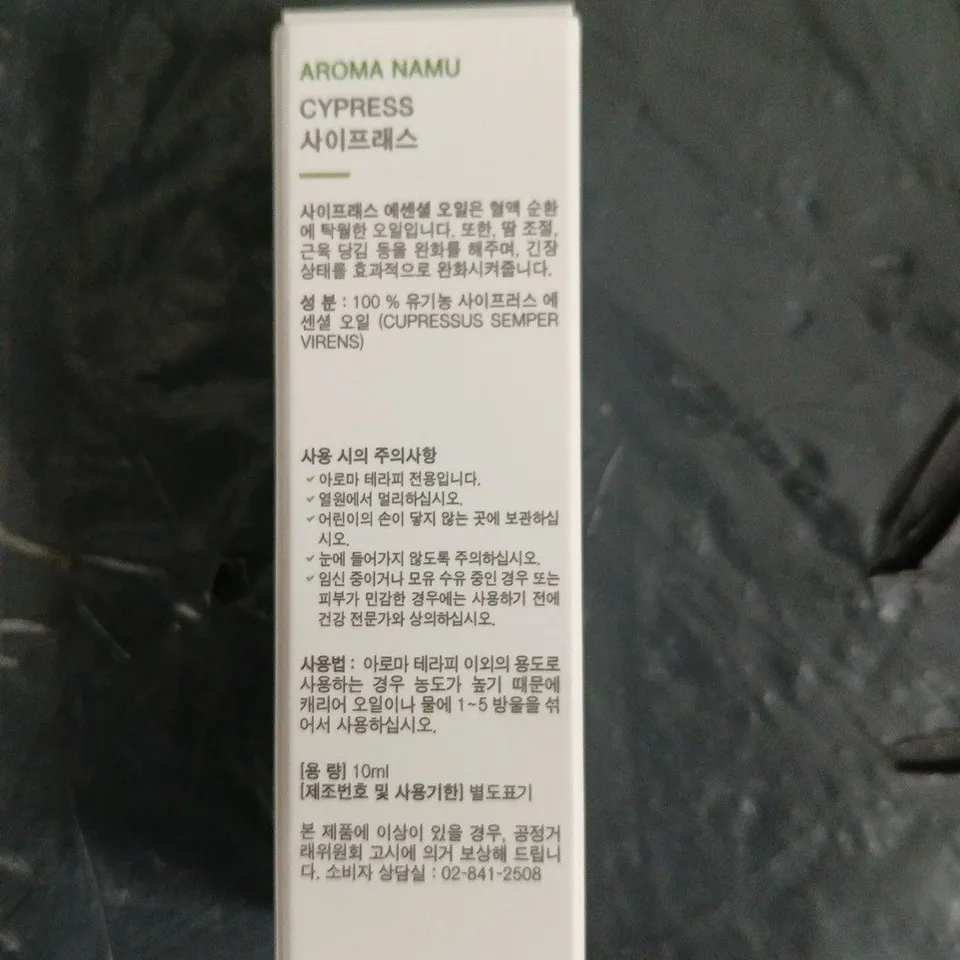 AROMA NAMU
CYPRESS
사이프래스
사이프래스 에센셜 오일은 혈액 순환
에 탁월한 오일입니다. 또한, 땀 조절,
근육 당김 등을 완화를 해주며, 긴장
상태를 효과적으로 완화시켜줍니다.
성 분 : 100 % 유기농 사이프러스 에
센셜 오일 (CUPRESSUS SEMPER
VIRENS)
사용 시의 주의사항
✓아로마 테라피 전용입니다.
✓열원에서 멀리하십시오.
✓어린이의 손이 닿지 않는 곳에 보관하십
시오.
✓눈에 들어가지 않도록 주의하십시오.
✓임신 중이거나 모유 수유 중인 경우 또는
피부가 민감한 경우에는 사용하기 전에
건강 전문가와 상의하십시오.
사용법 : 아로마 테라피 이외의 용도로
사용하는 경우 농도가 높기 때문에
캐리어 오일이나 물에 1~5 방울을 섞
어서 사용하십시오.
[용 량] 10ml
[제조번호 및 사용기한] 별도표기
본 제품에 이상이 있을 경우, 공정거
래위원회 고시에 의거 보상해 드립니
다. 소비자 상담실 : 02-841-2508